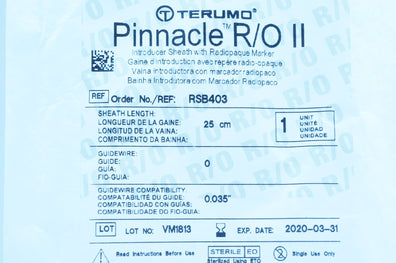 TERUMO®
Pinnacle™ R/O II
Introducer Sheath with Radiopaque Marker
Gaine d'introduction avec repère radio-opaque
Vaina introductora con marcador radiopaco
Bainha Introdutora com Marcador Radiopaco
REF Order No./REF: RSB403
SHEATH LENGTH:
LONGUEUR DE LA GAINE:
LONGITUD DE LA VAINA:
COMPRIMENTO DA BAINHA:
25 cm
1
UNIT
UNITÉ
UNIDAD
UNIDADE
GUIDEWIRE:
GUIDE:
GUÍA:
FIO-GUIA:
0
GUIDEWIRE COMPATIBILITY
COMPATABILITÉ DU GUIDE:
COMPATIBILIDAD CON GUÍAS:
COMPATIBILIDADE DO FIO-GUIA:
0.035"
LOT LOT NO: VM1813 EXP. DATE: 2020-03-31
Read Instructions Before Use
STERILE EO
Sterilized Using ETO
Single Use Only
R/O R/O R/O